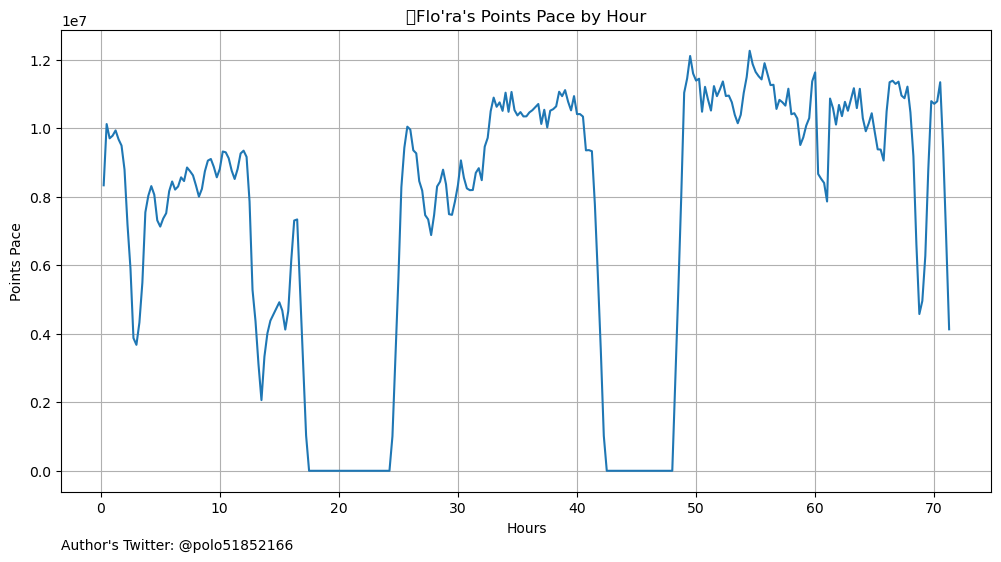 Flo'ra's Points Pace by Hour
1e7
1.2
1.0
0.8
0.6
0.4
0.2
0.0
Points Pace
0 10 20 30 40 50 60 70
Hours
Author's Twitter: @polo51852166